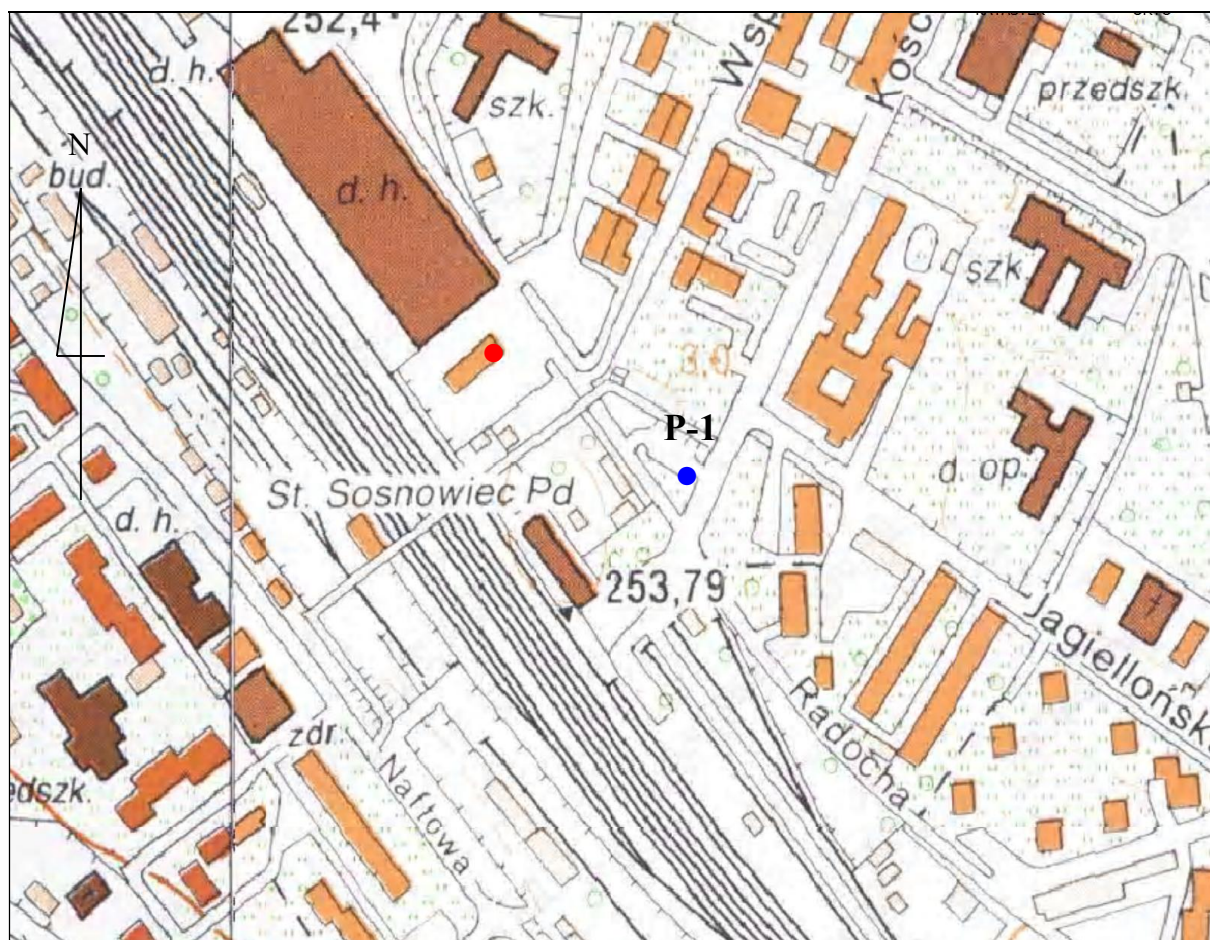 252,4
d. h.
szk.
Wsp
Kośc
przedszk.
N
bud.
d. h.
szk.
3,0
P-1
d. op.
St. Sosnowiec Pd
d. h.
253,79
Jagiellońsk
Radocha
zdr.
Naftowa
edszk.